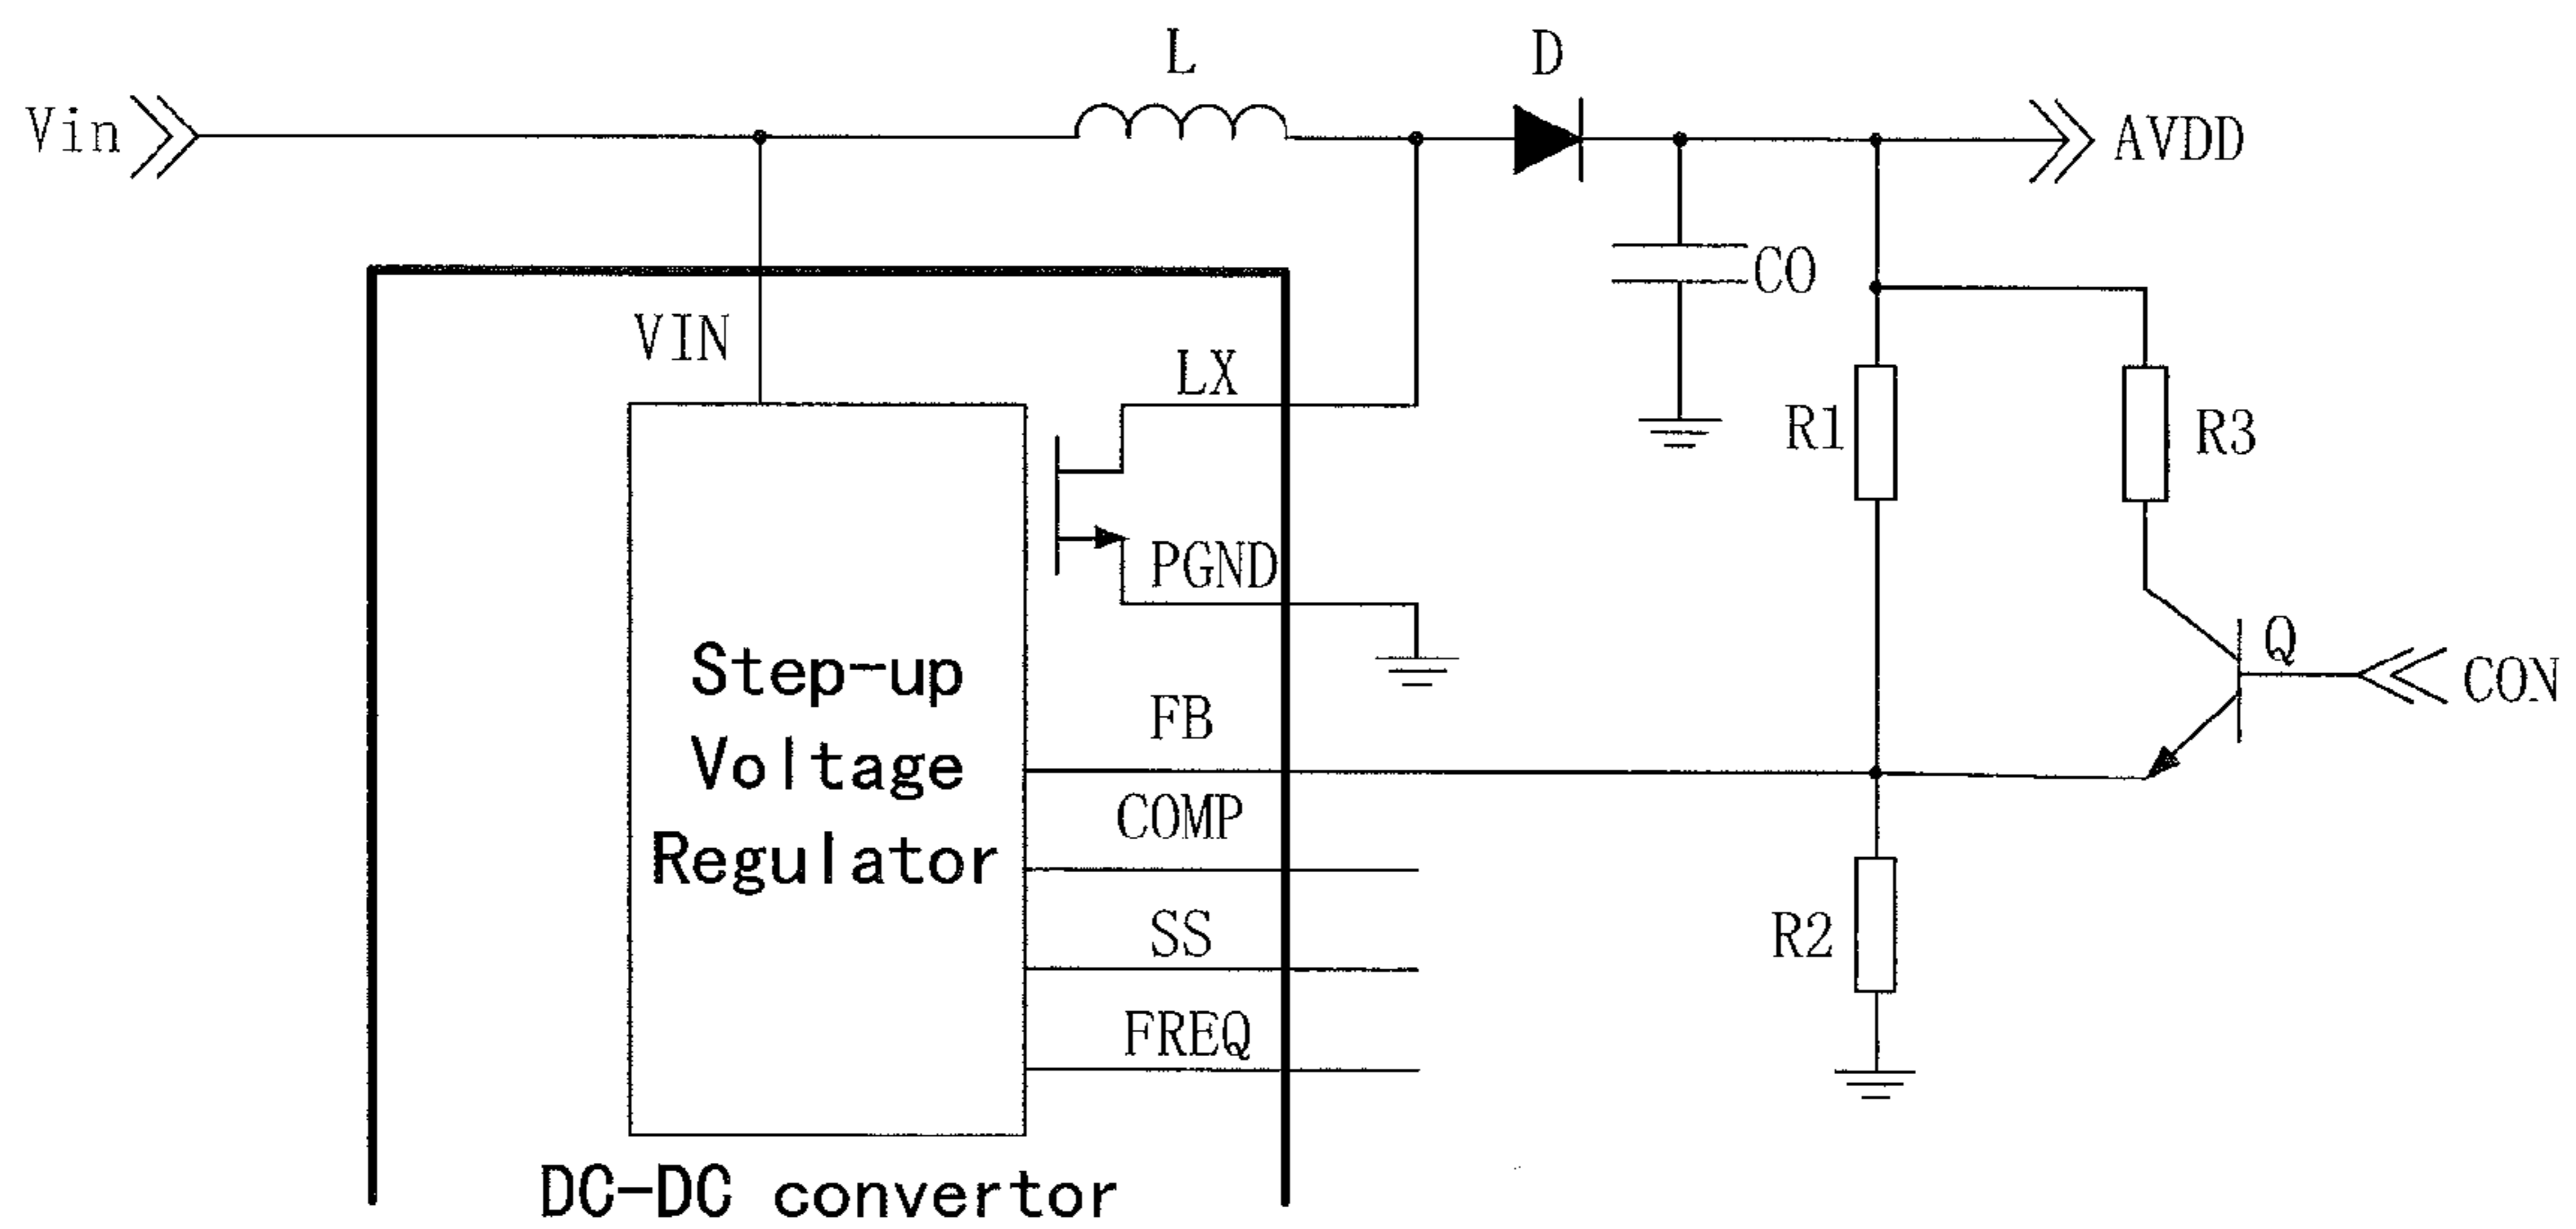 L
D
Vin
AVDD
CO
VIN
LX
R1
R3
PGND
Q
CON
Step-up
Voltage
Regulator
FB
COMP
SS
R2
FREQ
DC-DC convertor